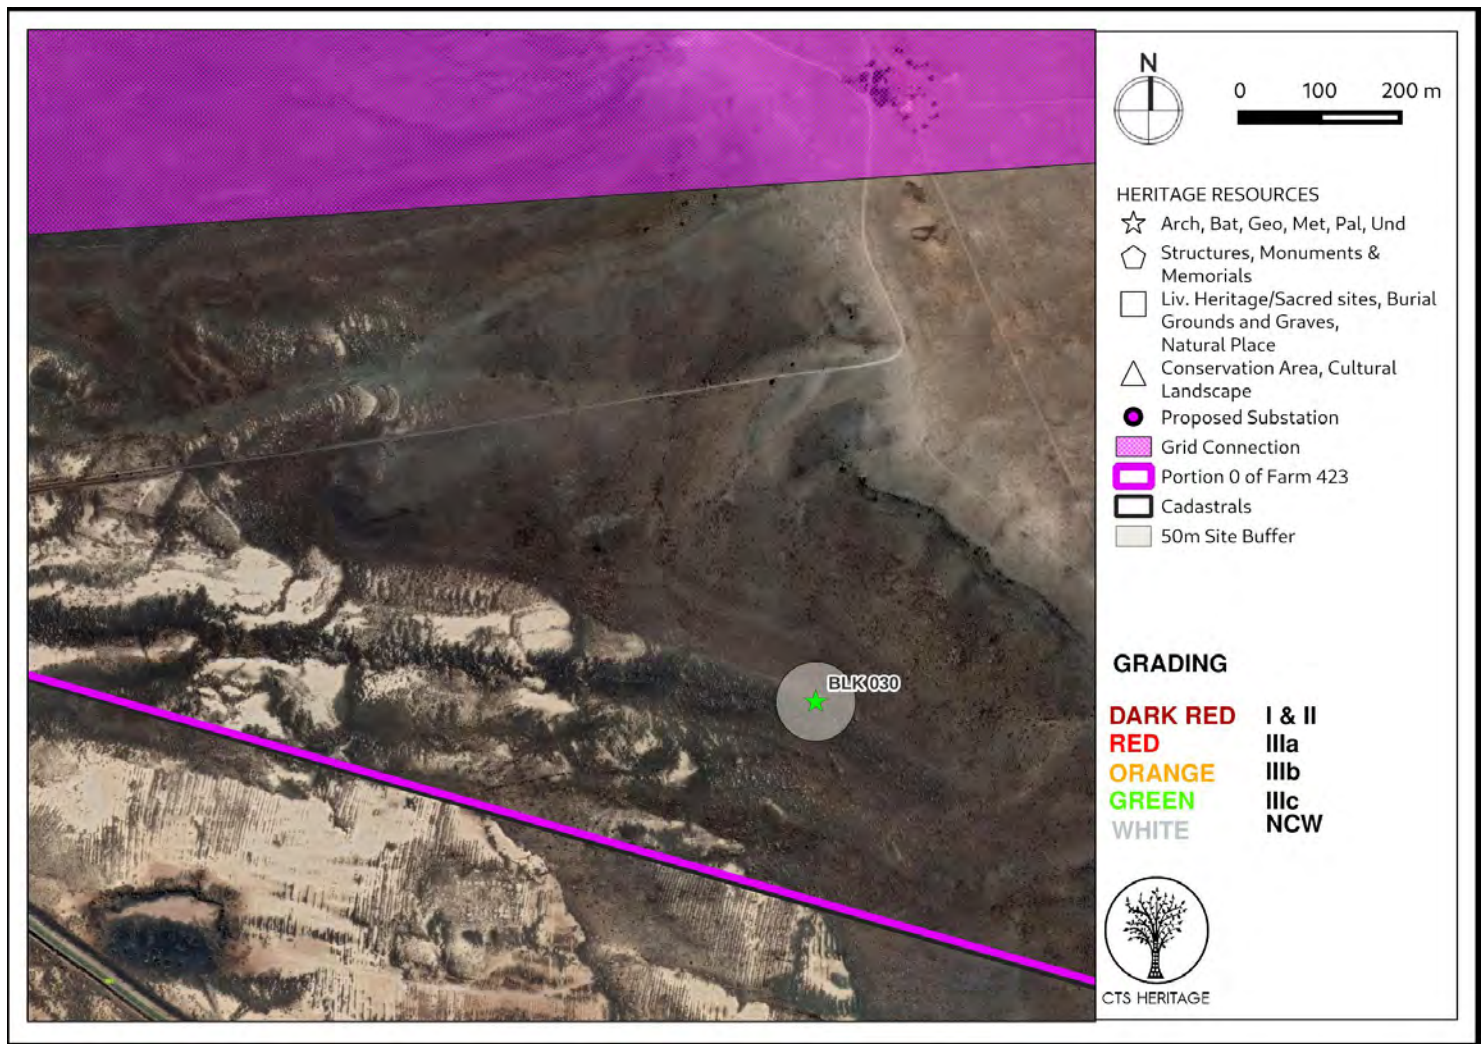 N
0 100 200 m
HERITAGE RESOURCES
Arch, Bat, Geo, Met, Pal, Und
Structures, Monuments &
Memorials
Liv. Heritage/Sacred sites, Burial
Grounds and Graves,
Natural Place
Conservation Area, Cultural
Landscape
Proposed Substation
Grid Connection
Portion 0 of Farm 423
Cadastrals
50m Site Buffer
BLK 030
GRADING
DARK RED I & II
RED IIIa
ORANGE IIIb
GREEN IIIc
WHITE NCW
CTS HERITAGE